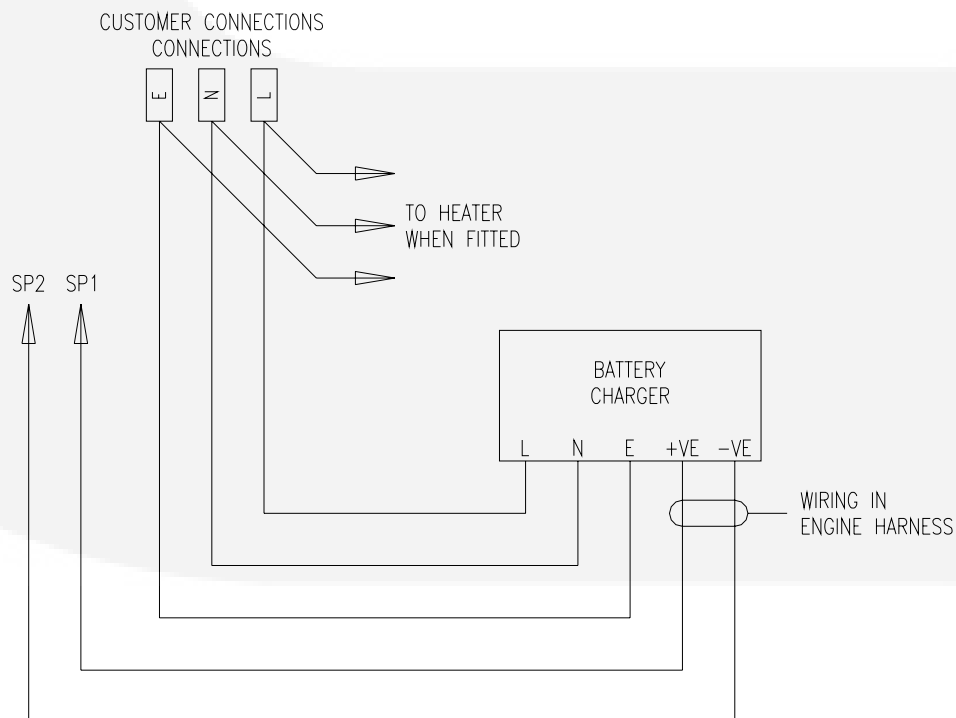 CUSTOMER CONNECTIONS
CONNECTIONS
E N L
TO HEATER
WHEN FITTED
SP2 SP1
BATTERY
CHARGER
L N E +VE -VE
WIRING IN
ENGINE HARNESS